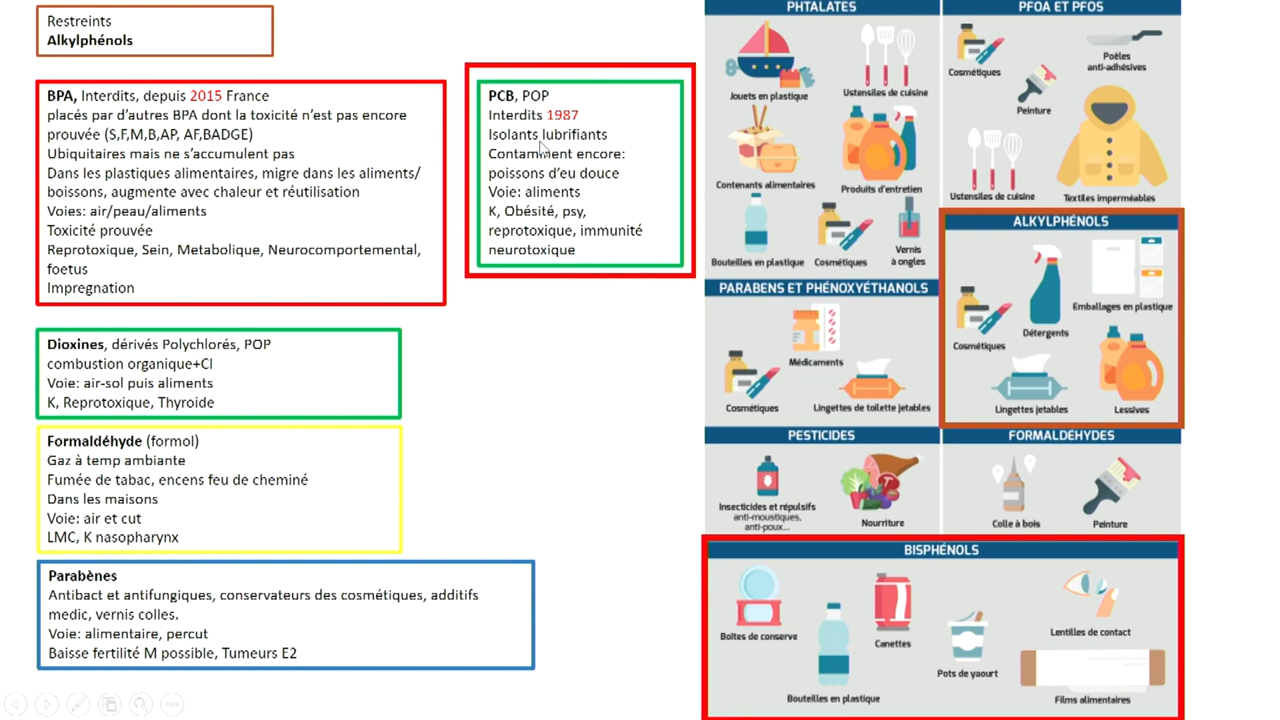 Restreints
Alkylphénols
BPA, Interdits, depuis 2015 France
placés par d'autres BPA dont la toxicité n'est pas encore
prouvée (S,F,M,B,AP, AF,BADGE)
Ubiquitaires mais ne s'accumulent pas
Dans les plastiques alimentaires, migre dans les aliments/
boissons, augmente avec chaleur et réutilisation
Voies: air/peau/aliments
Toxicité prouvée
Reprotoxique, Sein, Metabolique, Neurocomportemental,
foetus
Impregnation
PCB, POP
Interdits 1987
Isolants lubrifiants
Contaminent encore:
poissons d'eu douce
Voie: aliments
K, Obésité, psy,
reprotoxique, immunité
neurotoxique
Dioxines, dérivés Polychlorés, POP
combustion organique+Cl
Voie: air-sol puis aliments
K, Reprotoxique, Thyroide
Formaldéhyde (formol)
Gaz à temp ambiante
Fumée de tabac, encens feu de cheminé
Dans les maisons
Voie: air et cut
LMC, K nasopharynx
Parabènes
Antibact et antifungiques, conservateurs des cosmétiques, additifs
medic, vernis colles.
Voie: alimentaire, percut
Baisse fertilité M possible, Tumeurs E2
PHTALATES
Jouets en plastique
Ustensiles de cuisine
Contenants alimentaires
Produits d'entretien
Bouteilles en plastique
Cosmétiques
Vernis
à ongles
PFOA ET PFOS
Cosmétiques
Poêles
anti-adhésives
Peinture
Ustensiles de cuisine
Textiles imperméables
ALKYLPHÉNOLS
Cosmétiques
Détergents
Emballages en plastique
Lingettes jetables
Lessives
PARABENS ET PHÉNOXYÉTHANOLS
Médicaments
Cosmétiques
Lingettes de toilette jetables
PESTICIDES
Insecticides et répulsifs
anti-moustiques,
anti-poux...
Nourriture
FORMALDÉHYDES
Colle à bois
Peinture
BISPHÉNOLS
Boîtes de conserve
Bouteilles en plastique
Canettes
Pots de yaourt
Lentilles de contact
Films alimentaires